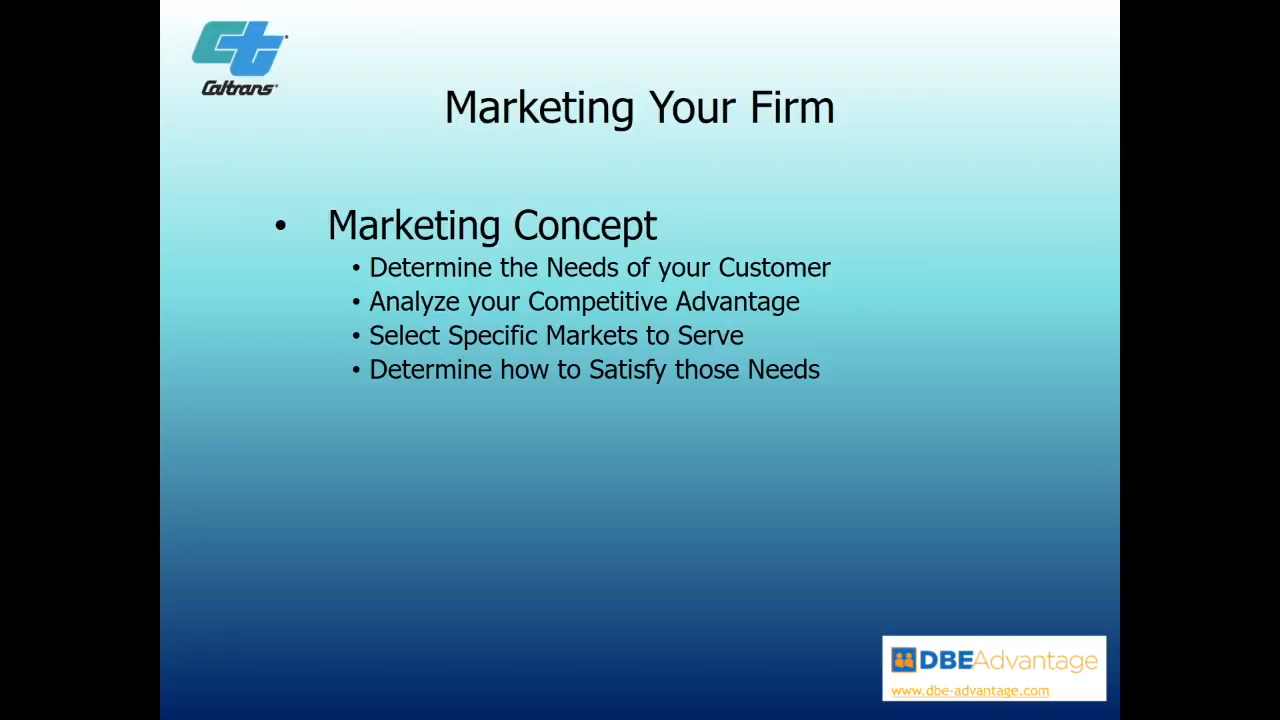 Caltrans
Marketing Your Firm
• Marketing Concept
• Determine the Needs of your Customer
• Analyze your Competitive Advantage
• Select Specific Markets to Serve
• Determine how to Satisfy those Needs
DBEAdvantage
www.dbe-advantage.com